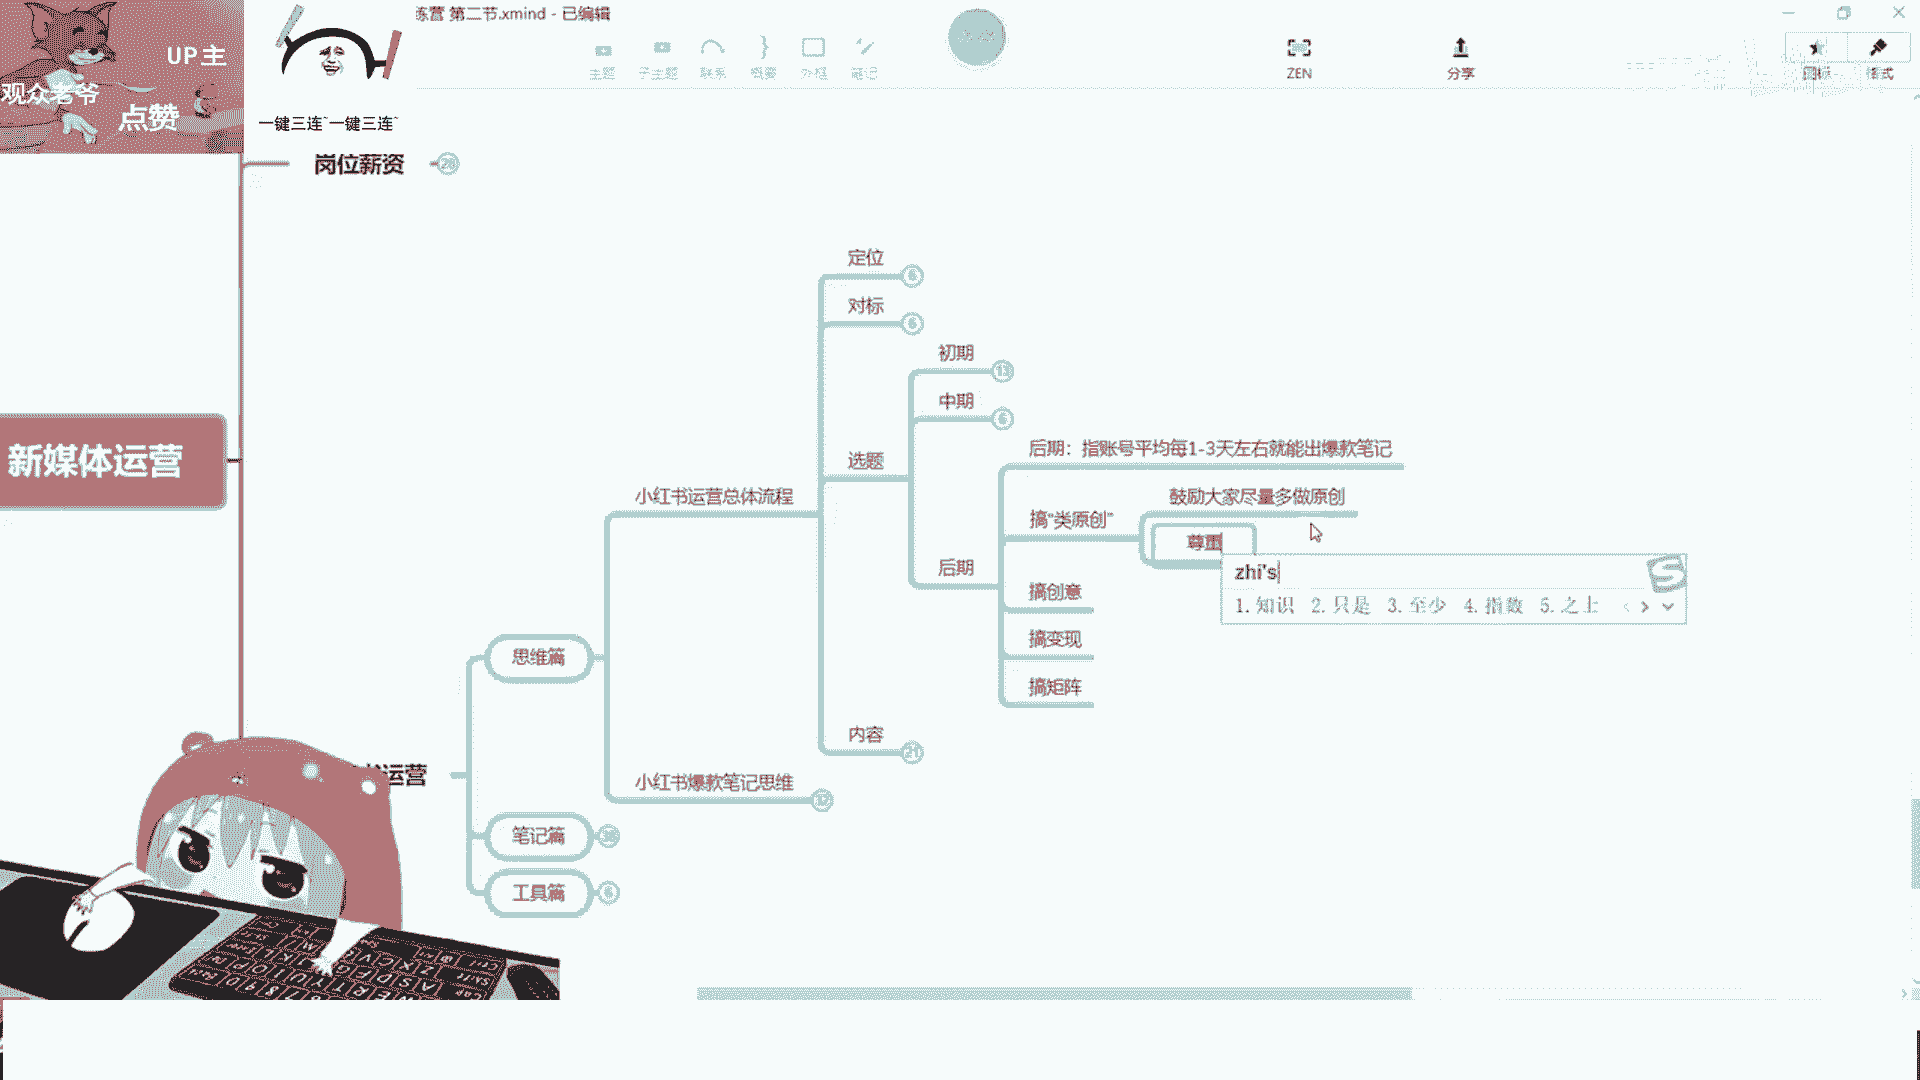 练营 第二节.xmind - 已编辑
UP主
观众老爷
点赞
一键三连~一键三连~
主题
子主题
联系
概要
外框
笔记
ZEN
分享
图标
格式
岗位薪资
28
定位
6
对标
6
初期
13
中期
6
后期：指账号平均每1-3天左右就能出爆款笔记
选题
新媒体运营
小红书运营总体流程
鼓励大家尽量多做原创
搞“类原创”
尊重
zhi's
1.知识 2.只是 3.至少 4.指数 5.之上
后期
搞创意
搞变现
搞矩阵
思维篇
内容
21
运营
小红书爆款笔记思维
笔记篇
工具篇
6